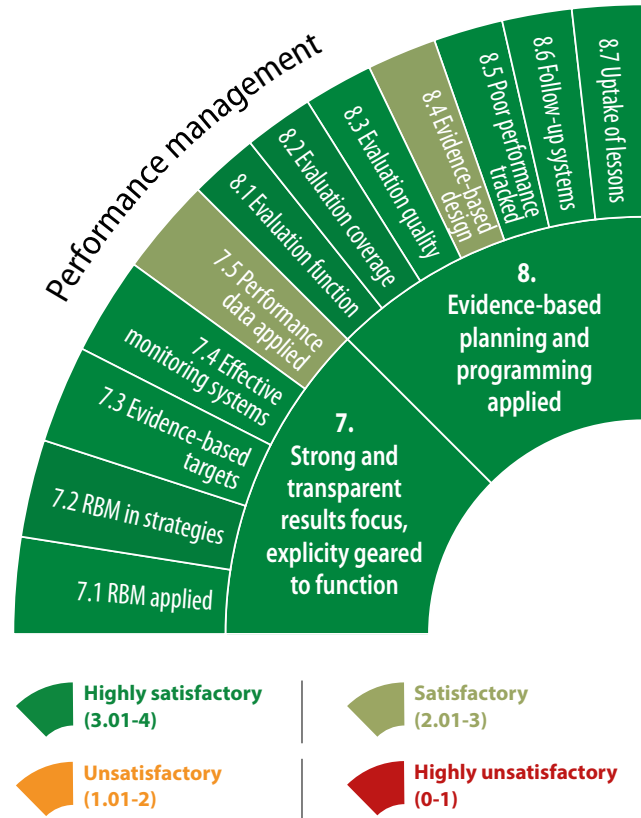 Performance management
7.1 RBM applied
7.2 RBM in strategies
7.3 Evidence-based
targets
7.4 Effective
monitoring systems
7.5 Performance
data applied
8.1 Evaluation function
8.2 Evaluation coverage
8.3 Evaluation quality
8.4 Evidence-based
design
8.5 Poor performance
tracked
8.6 Follow-up systems
8.7 Uptake of lessons
7.
Strong and
transparent
results focus,
explicity geared
to function
8.
Evidence-based
planning and
programming
applied
Highly satisfactory
(3.01-4)
Satisfactory
(2.01-3)
Unsatisfactory
(1.01-2)
Highly unsatisfactory
(0-1)